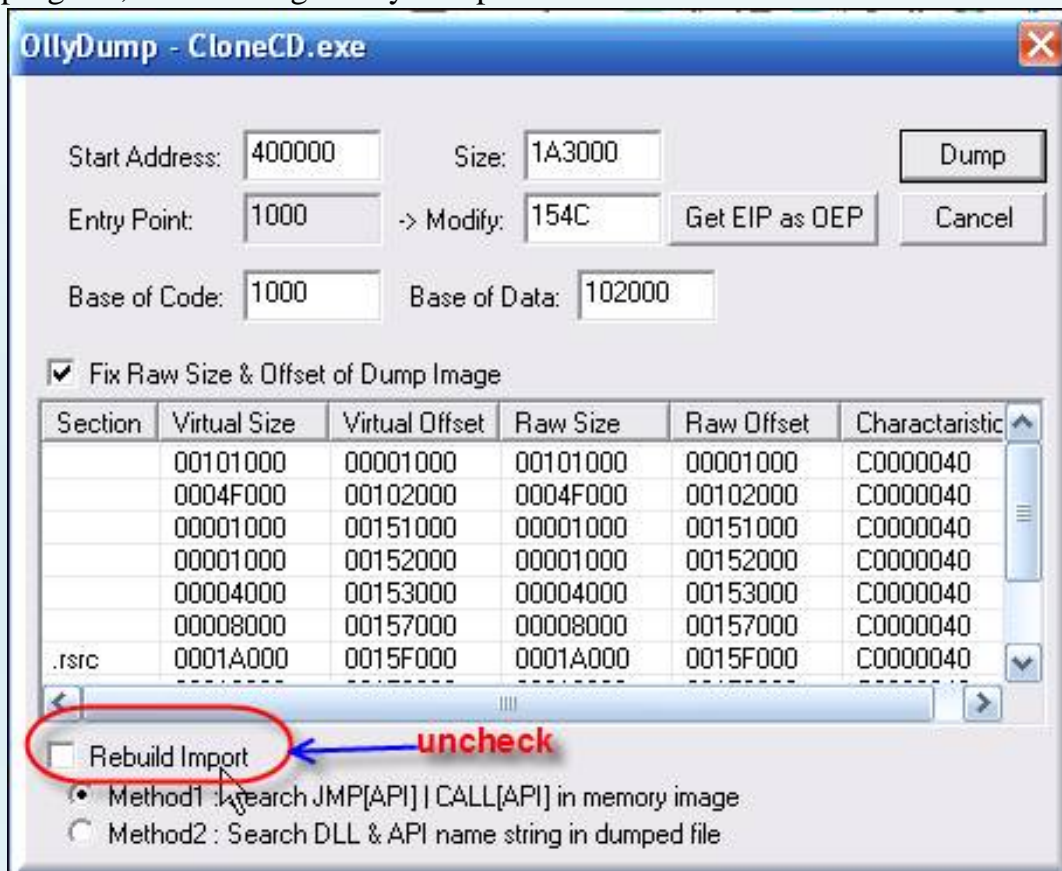 OllyDump - CloneCD.exe
Start Address: 400000 Size: 1A3000 Dump
Entry Point: 1000 -> Modify: 154C Get EIP as OEP Cancel
Base of Code: 1000 Base of Data: 102000
Fix Raw Size & Offset of Dump Image
Section Virtual Size Virtual Offset Raw Size Raw Offset Charactaristic
00101000 00001000 00101000 00001000 C0000040
0004F000 00102000 0004F000 00102000 C0000040
00001000 00151000 00001000 00151000 C0000040
00001000 00152000 00001000 00152000 C0000040
00004000 00153000 00004000 00153000 C0000040
00008000 00157000 00008000 00157000 C0000040
.rsrc 0001A000 0015F000 0001A000 0015F000 C0000040
Rebuild Import uncheck
Method1 : Search JMP[API] | CALL[API] in memory image
Method2 : Search DLL & API name string in dumped file